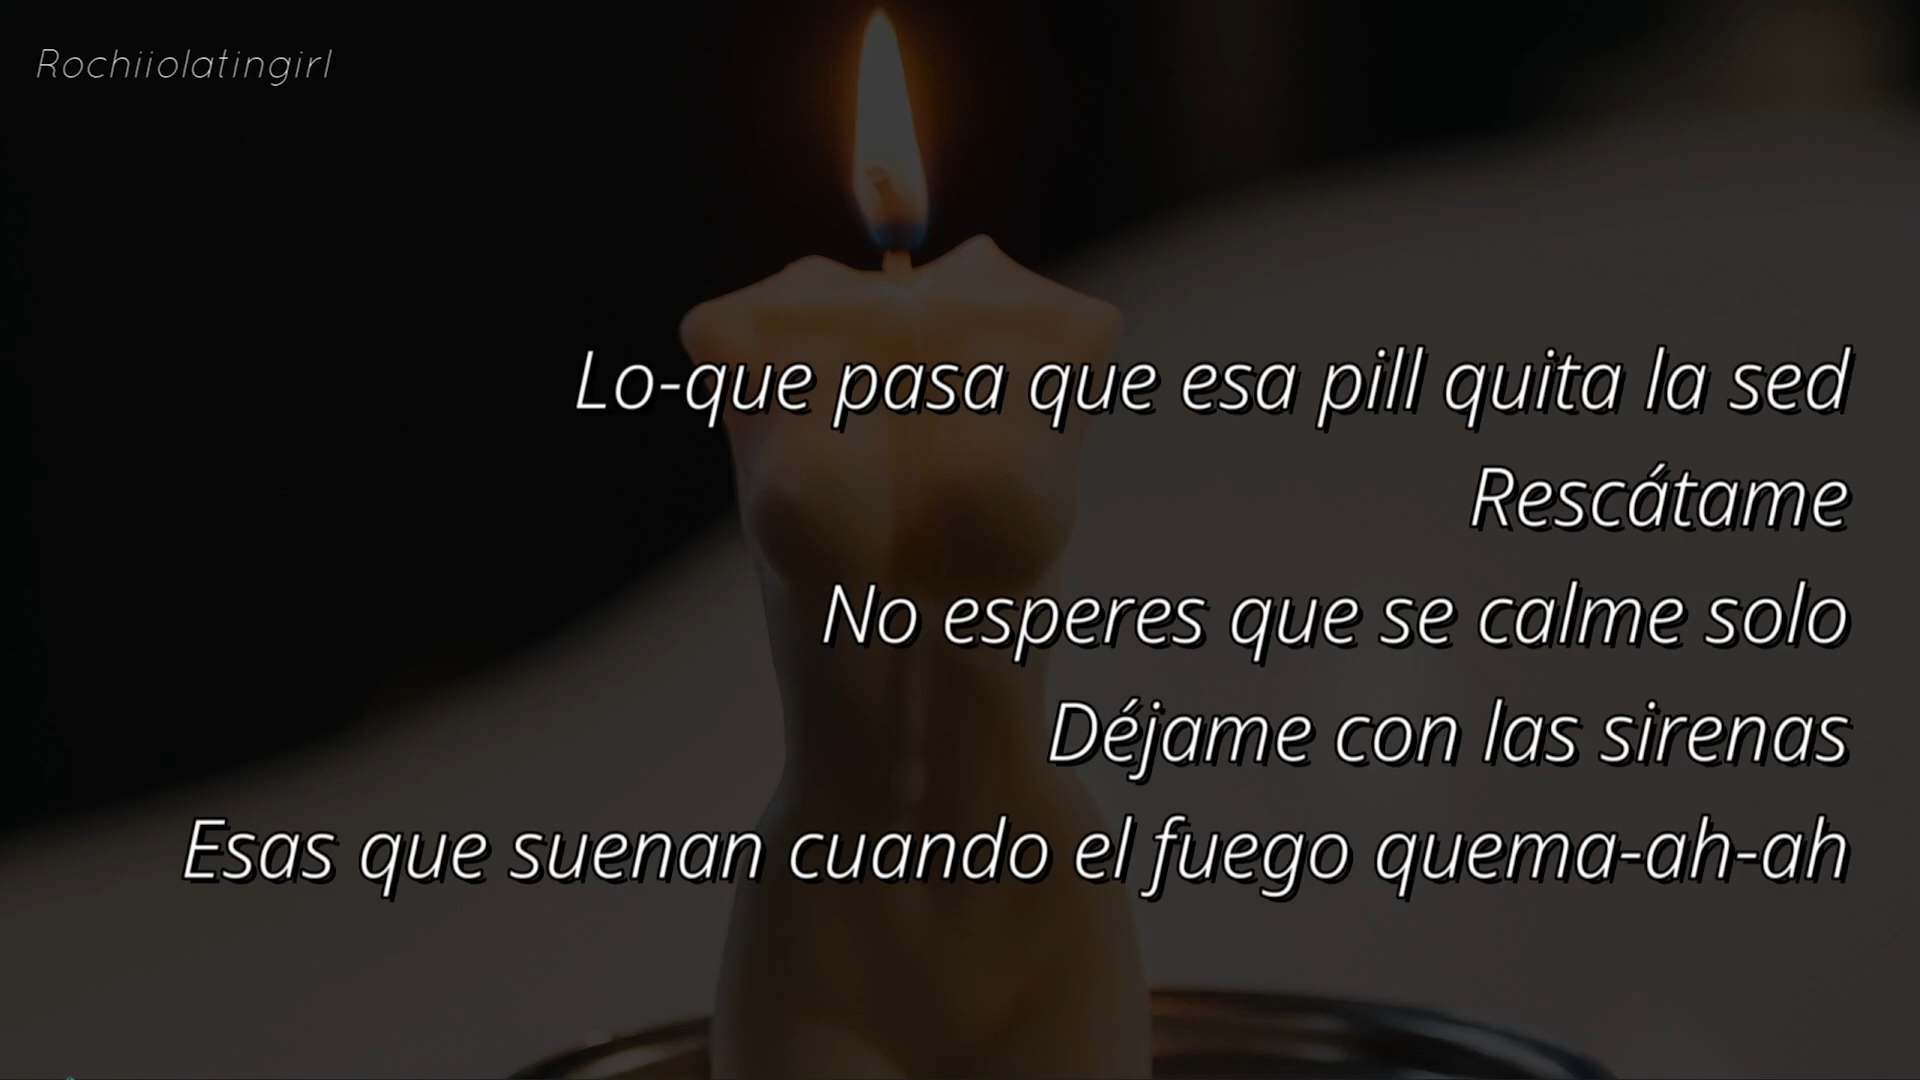 Rochiiolatingirl
Lo-que pasa que esa pill quita la sed
Rescátame
No esperes que se calme solo
Déjame con las sirenas
Esas que suenan cuando el fuego quema-ah-ah